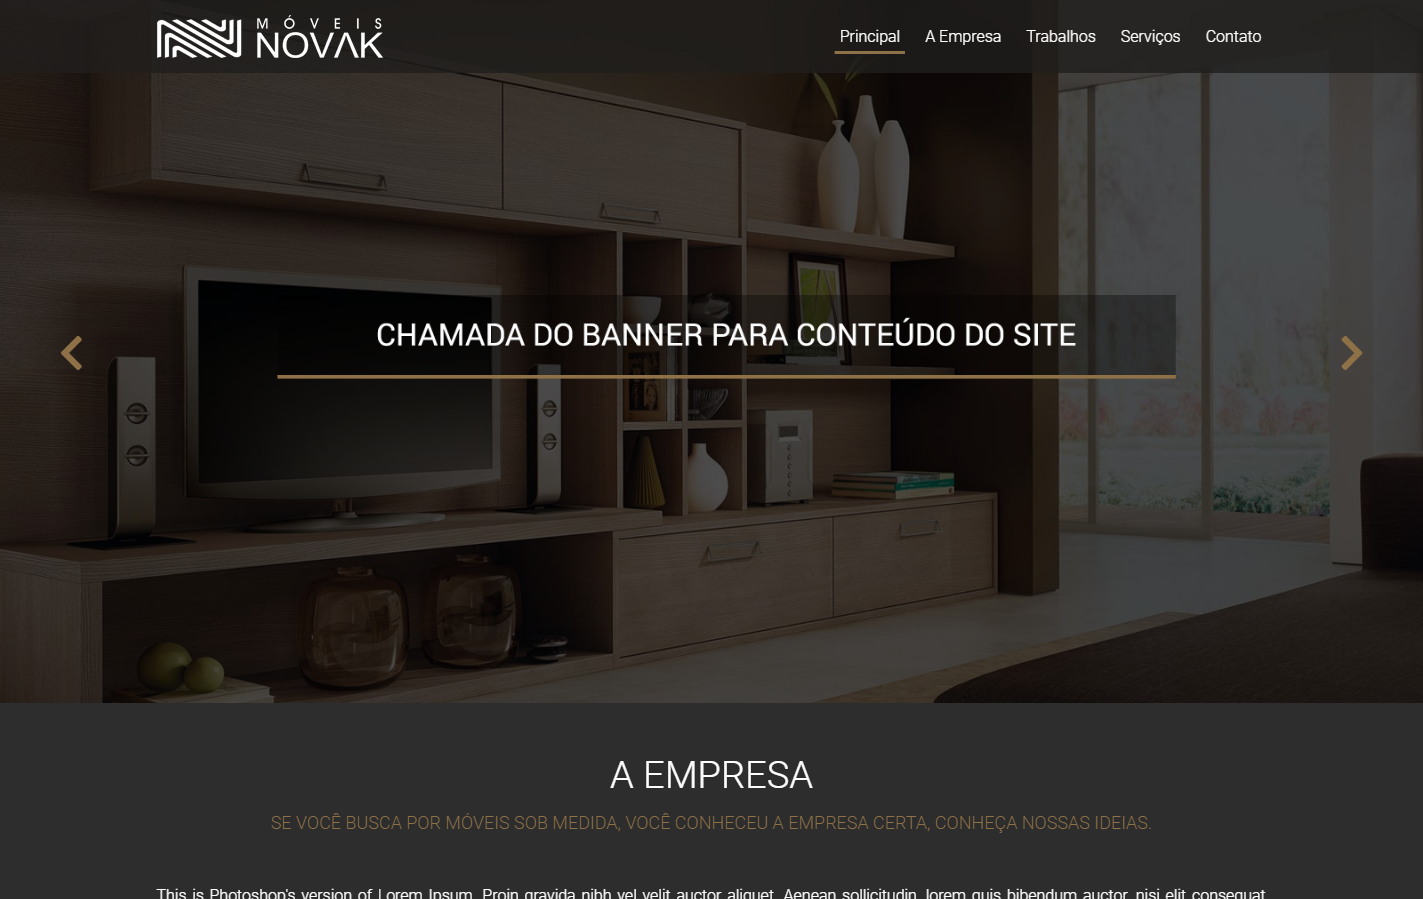 MÓVEIS
NOVAK
Principal A Empresa Trabalhos Serviços Contato
CHAMADA DO BANNER PARA CONTEÚDO DO SITE
A EMPRESA
SE VOCÊ BUSCA POR MÓVEIS SOB MEDIDA, VOCÊ CONHECEU A EMPRESA CERTA, CONHEÇA NOSSAS IDEIAS.
This is Photoshop's version of Lorem Ipsum. Proin gravida nibh vel velit auctor aliquet. Aenean sollicitudin, lorem quis bibendum auctor, nisi elit consequat